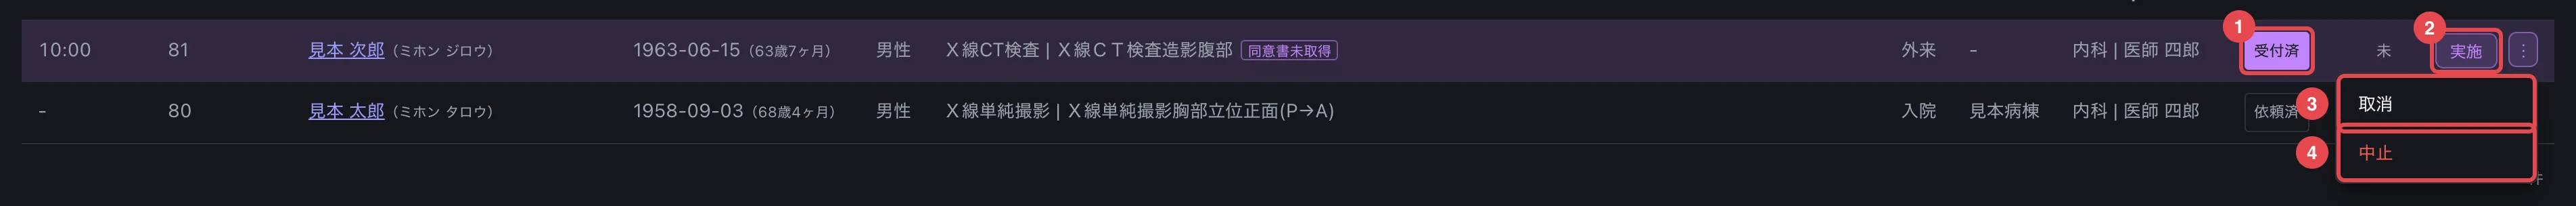 10:00 81 見本 次郎 (ミホン ジロウ) 1963-06-15 (63歳7ヶ月) 男性 X線CT検査 | X線CT検査造影腹部 同意書未取得 外来 - 内科 | 医師 四郎 1 受付済 未 2 実施 ⋮
- 80 見本 太郎 (ミホン タロウ) 1958-09-03 (68歳4ヶ月) 男性 X線単純撮影 | X線単純撮影胸部立位正面(P→A) 入院 見本病棟 内科 | 医師 四郎 依頼済 3 取消
4 中止
件